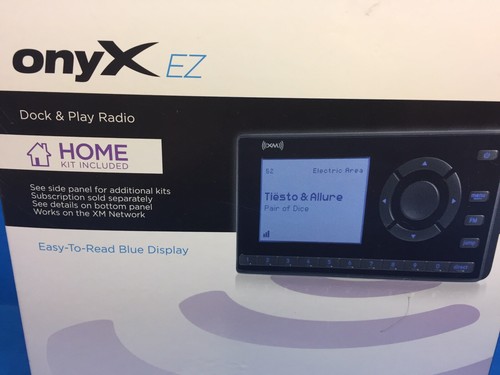 onyX EZ
Dock & Play Radio
HOME
KIT INCLUDED
See side panel for additional kits
Subscription sold separately
See details on bottom panel
Works on the XM Network
Easy-To-Read Blue Display
XM
52 Electric Area
Tiësto & Allure
Pair of Dice
FM